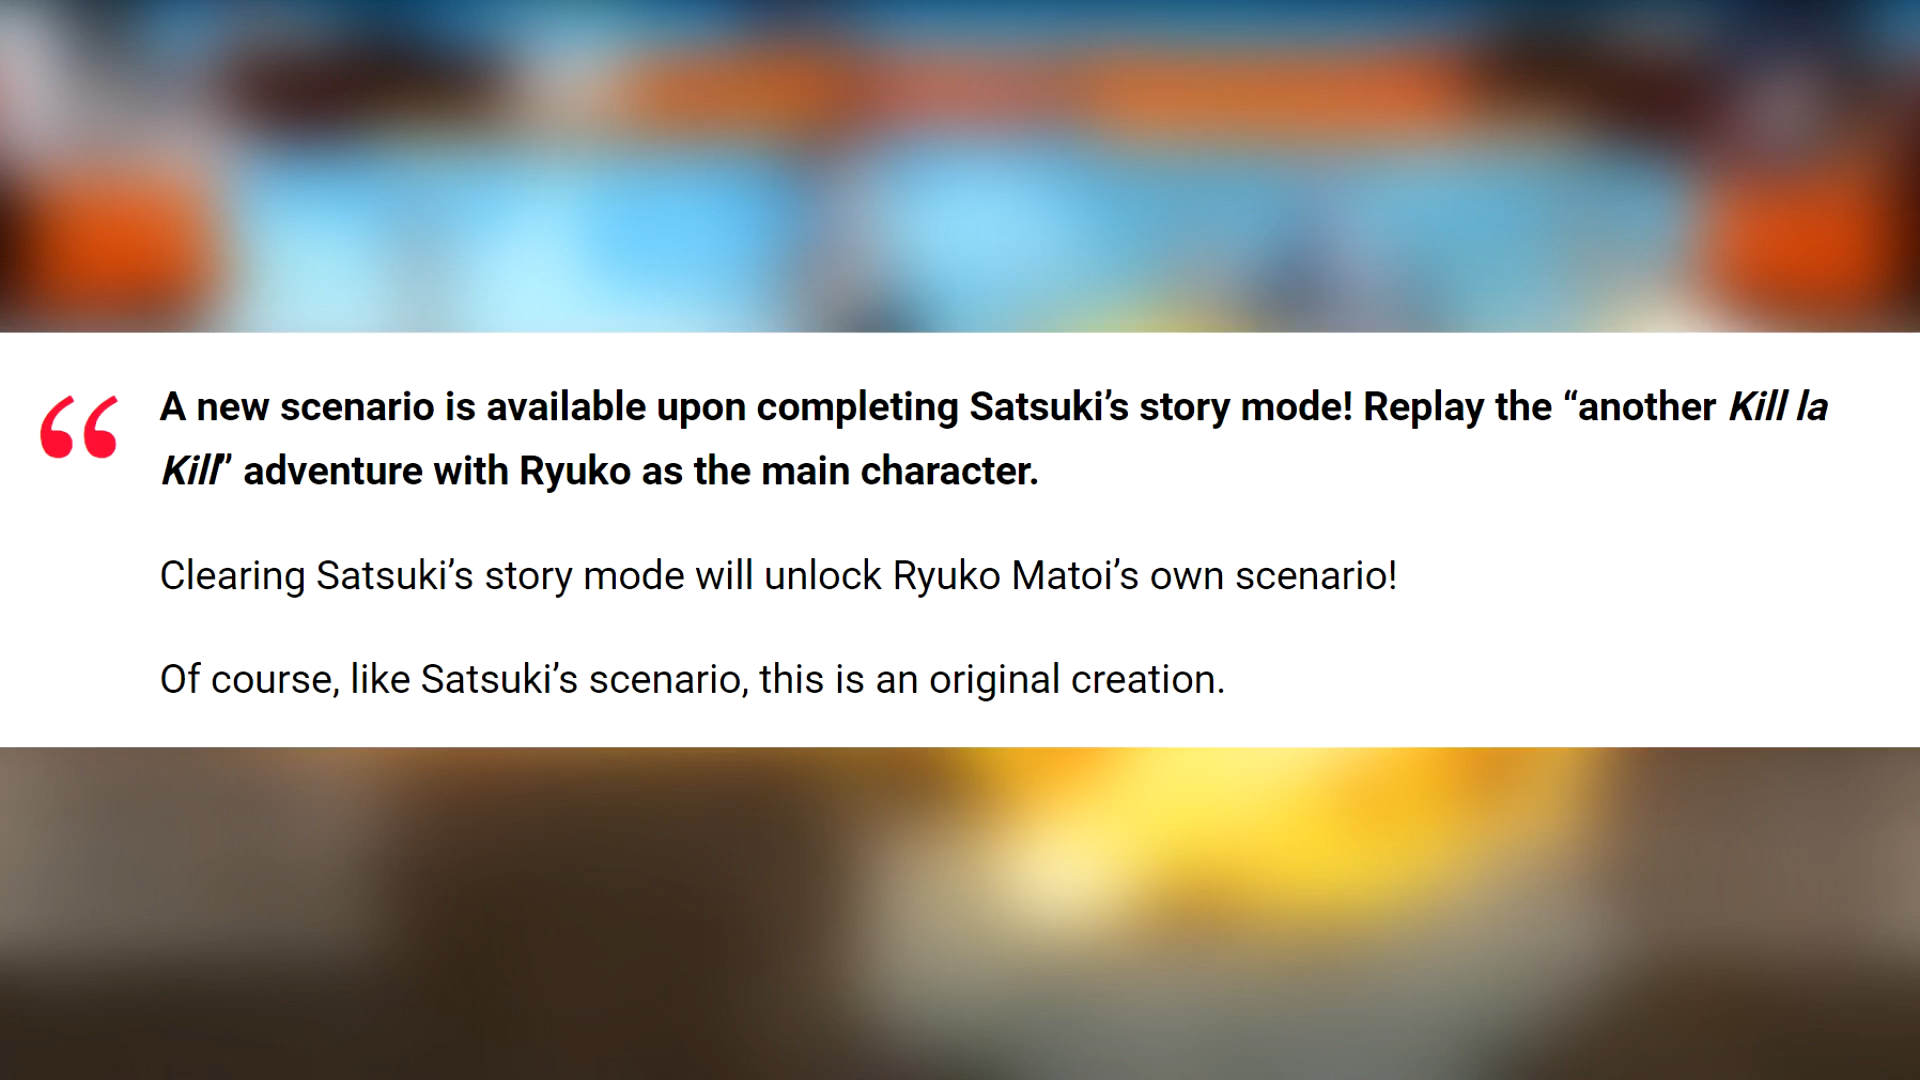 “
A new scenario is available upon completing Satsuki’s story mode! Replay the “another Kill la
Kill” adventure with Ryuko as the main character.
Clearing Satsuki’s story mode will unlock Ryuko Matoi’s own scenario!
Of course, like Satsuki’s scenario, this is an original creation.